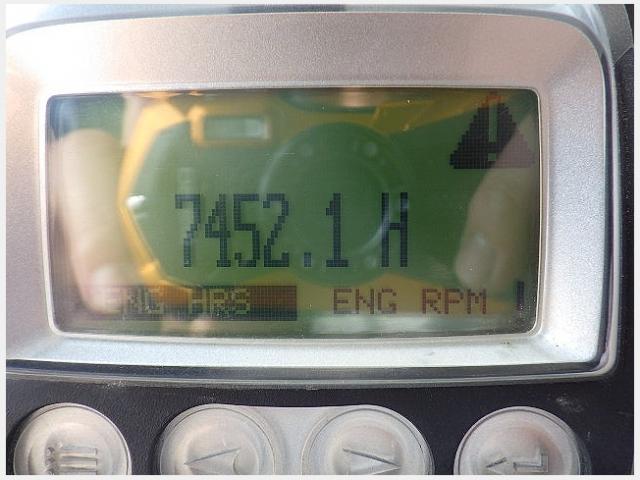 7452.1 H
ENG HRS ENG RPM